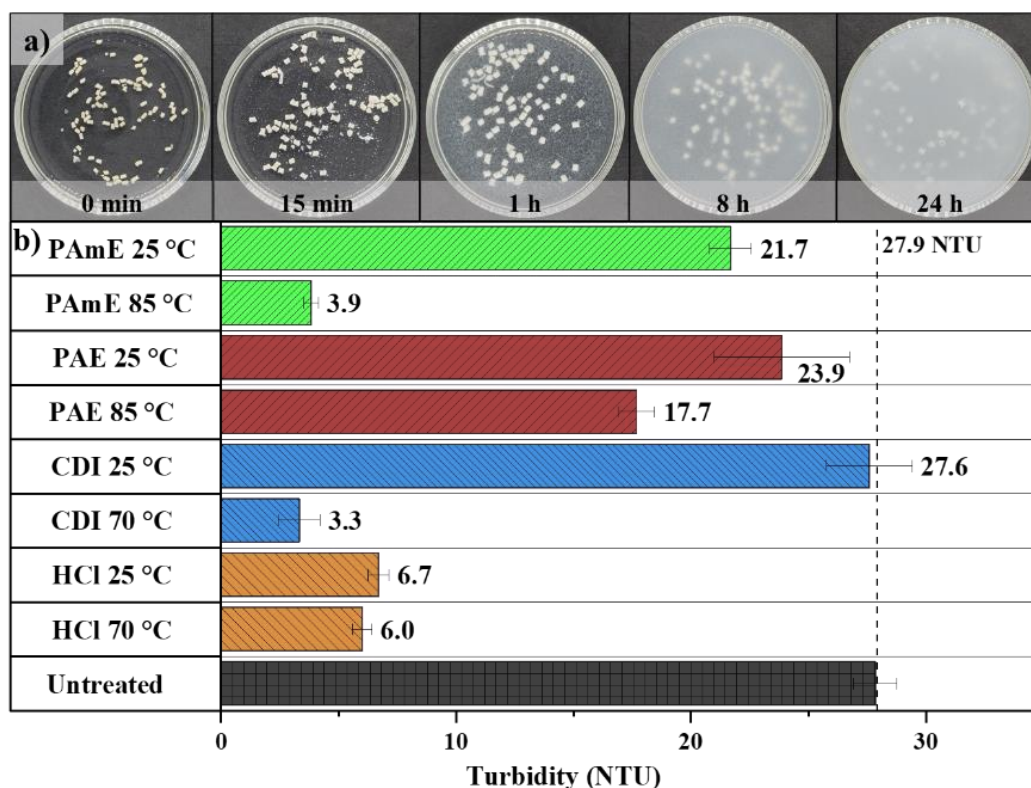 a)
0 min
15 min
1 h
8 h
24 h
b)
PAmE 25 °C
21.7
27.9 NTU
PAmE 85 °C
3.9
PAE 25 °C
23.9
PAE 85 °C
17.7
CDI 25 °C
27.6
CDI 70 °C
3.3
HCl 25 °C
6.7
HCl 70 °C
6.0
Untreated
0
10
20
30
Turbidity (NTU)